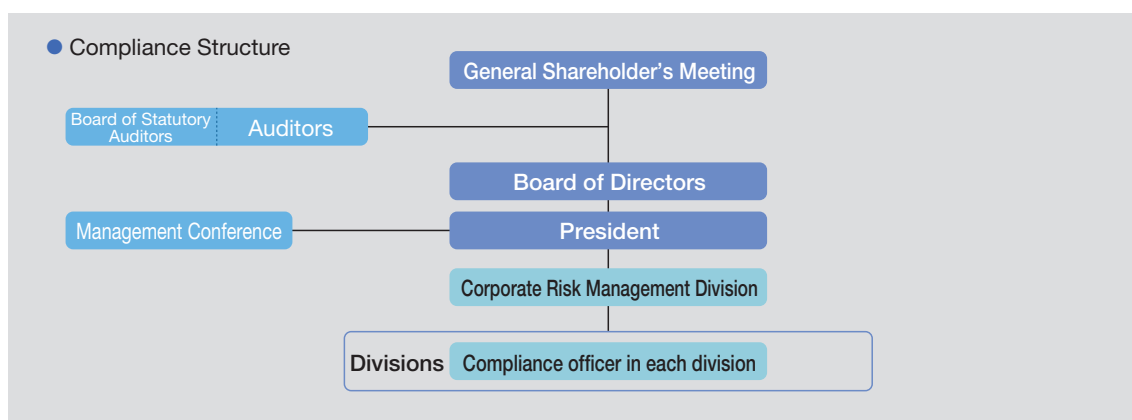 Compliance Structure
General Shareholder's Meeting
Board of Statutory
Auditors
Auditors
Board of Directors
Management Conference
President
Corporate Risk Management Division
Divisions
Compliance officer in each division